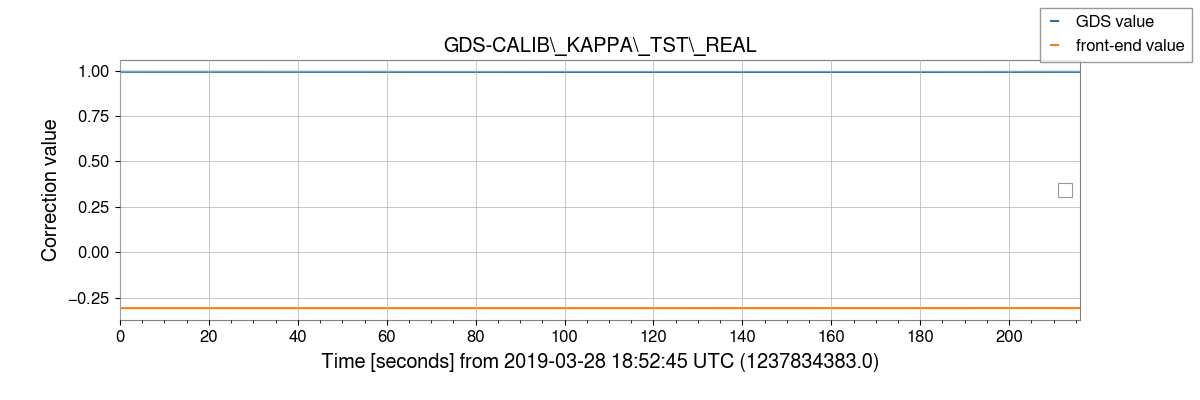 GDS value
front-end value
GDS-CALIB\_KAPPA\_TST\_REAL
1.00
0.75
0.50
0.25
0.00
−0.25
Correction value
0 20 40 60 80 100 120 140 160 180 200
Time [seconds] from 2019-03-28 18:52:45 UTC (1237834383.0)